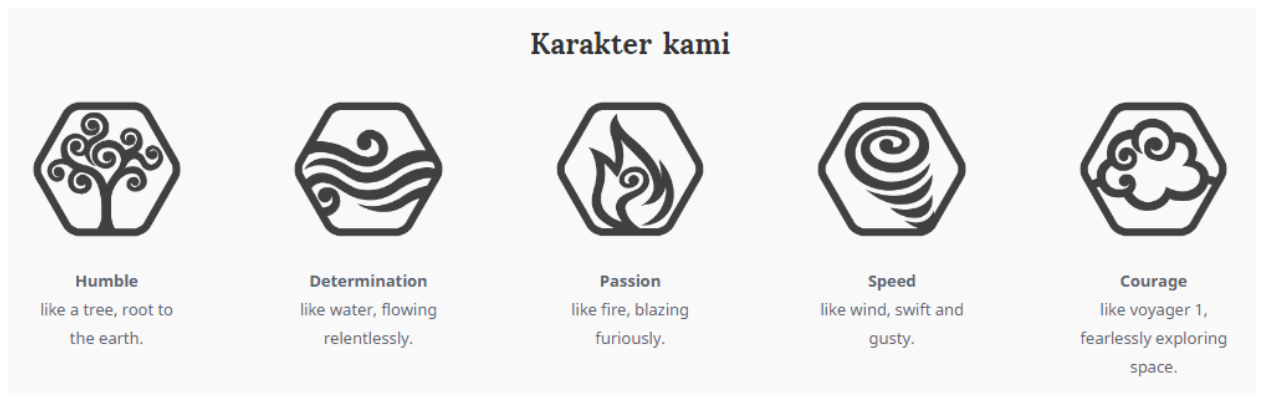 Karakter kami
Humble
like a tree, root to
the earth.
Determination
like water, flowing
relentlessly.
Passion
like fire, blazing
furiously.
Speed
like wind, swift and
gusty.
Courage
like voyager 1,
fearlessly exploring
space.